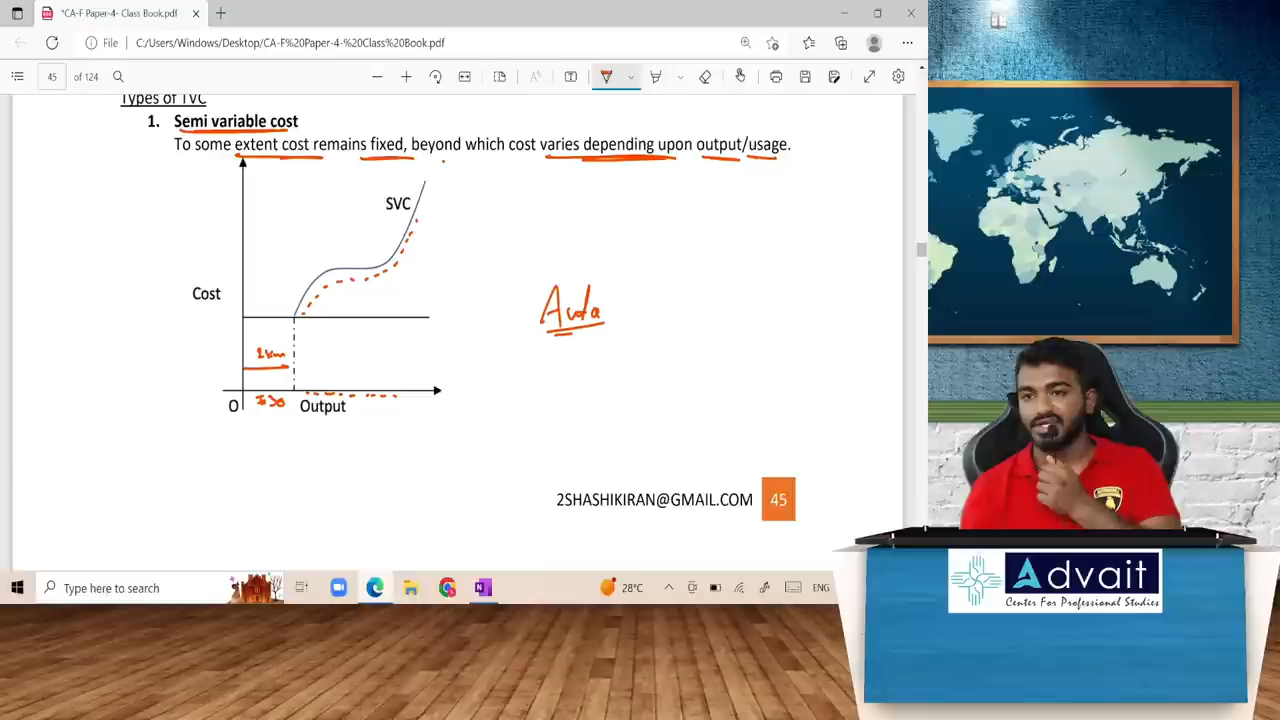 *CA-F Paper-4- Class Book.pdf
File
C:/Users/Windows/Desktop/CA-F%20Paper-4-%20Class%20Book.pdf
45 of 124
Types of TVC
1. Semi variable cost
To some extent cost remains fixed, beyond which cost varies depending upon output/usage.
SVC
Cost
Auto
2km
₹30
O Output
2SHASHIKIRAN@GMAIL.COM 45
Type here to search
28°C
ENG
Advait
Center For Professional Studies